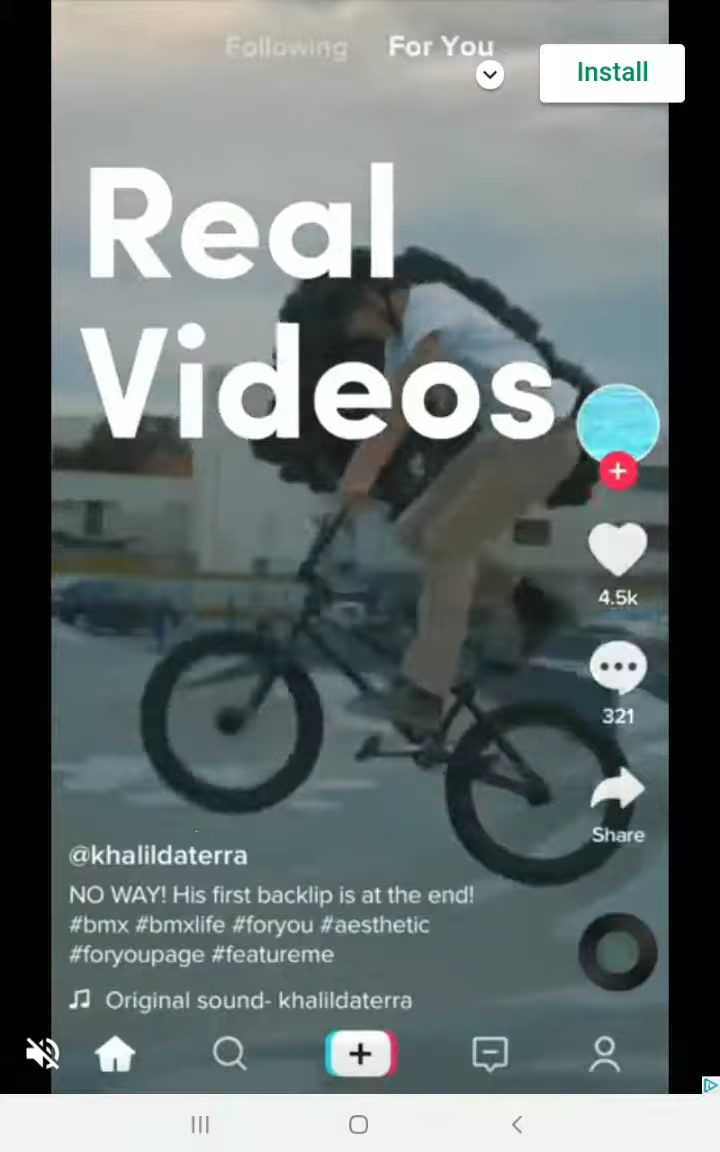 Following For You
Install
Real
Videos
4.5k
321
Share
@khalildaterra
NO WAY! His first backlip is at the end!
#bmx #bmxlife #foryou #aesthetic
#foryoupage #featureme
Original sound- khalildaterra